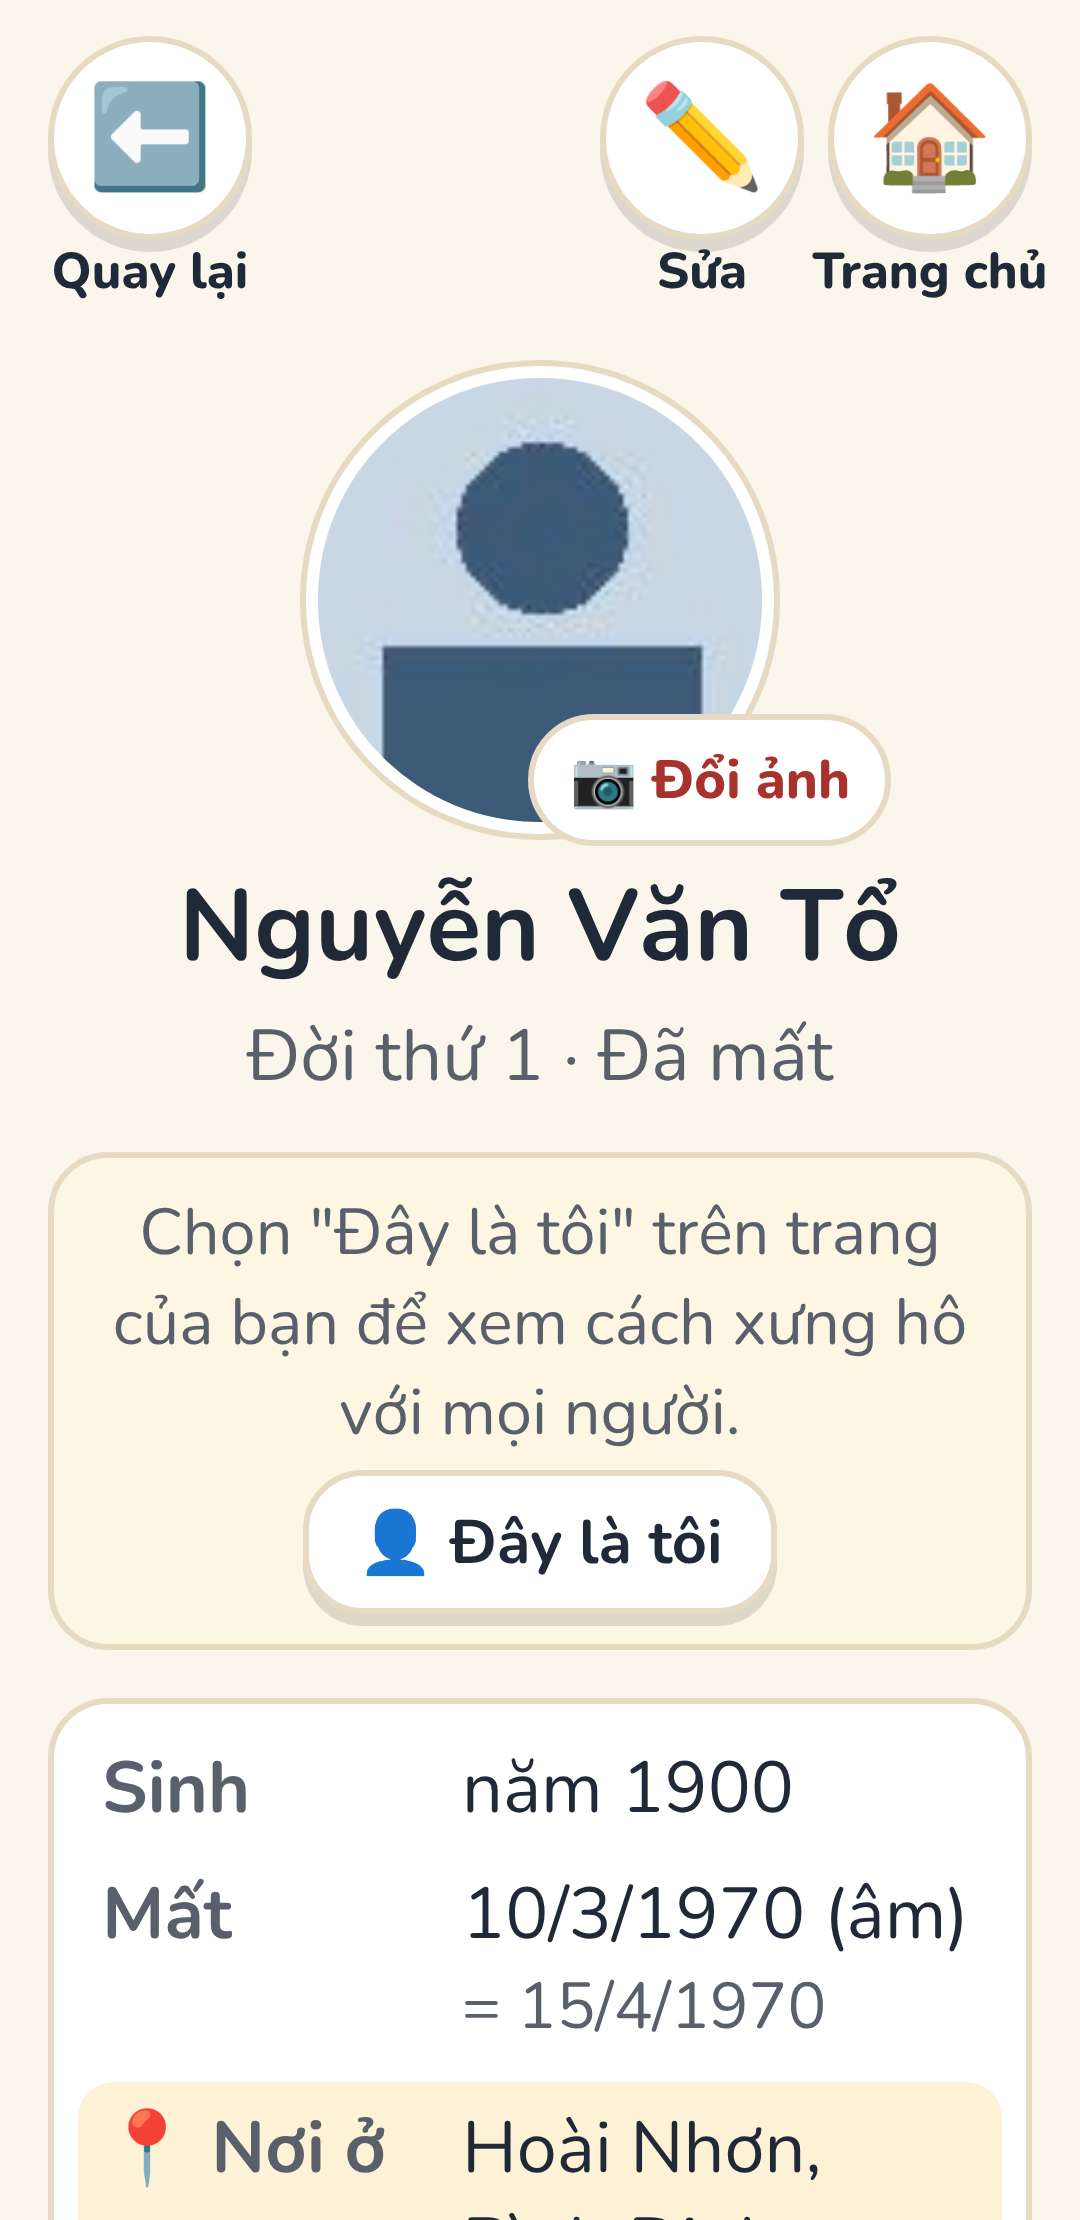 Quay lại
Sửa
Trang chủ
Đổi ảnh
Nguyễn Văn Tổ
Đời thứ 1 · Đã mất
Chọn "Đây là tôi" trên trang
của bạn để xem cách xưng hô
với mọi người.
Đây là tôi
Sinh năm 1900
Mất 10/3/1970 (âm)
= 15/4/1970
Nơi ở Hoài Nhơn,